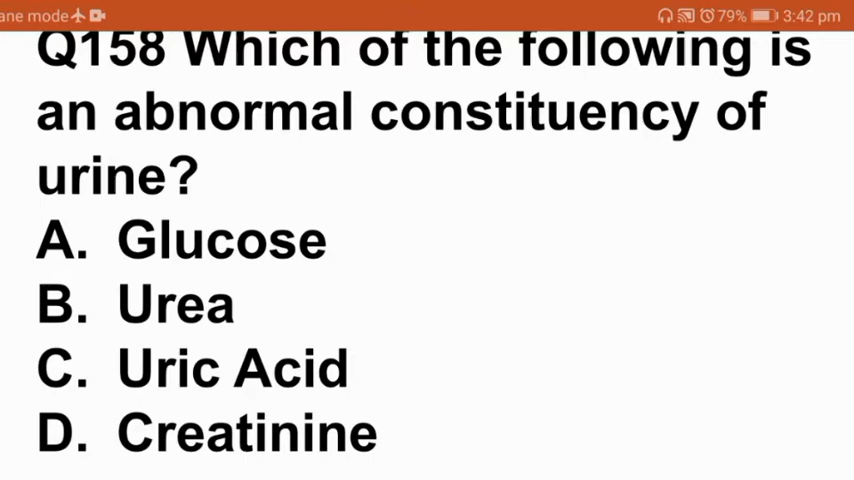 ane mode 79% 3:42 pm
Q158 Which of the following is
an abnormal constituency of
urine?
A. Glucose
B. Urea
C. Uric Acid
D. Creatinine